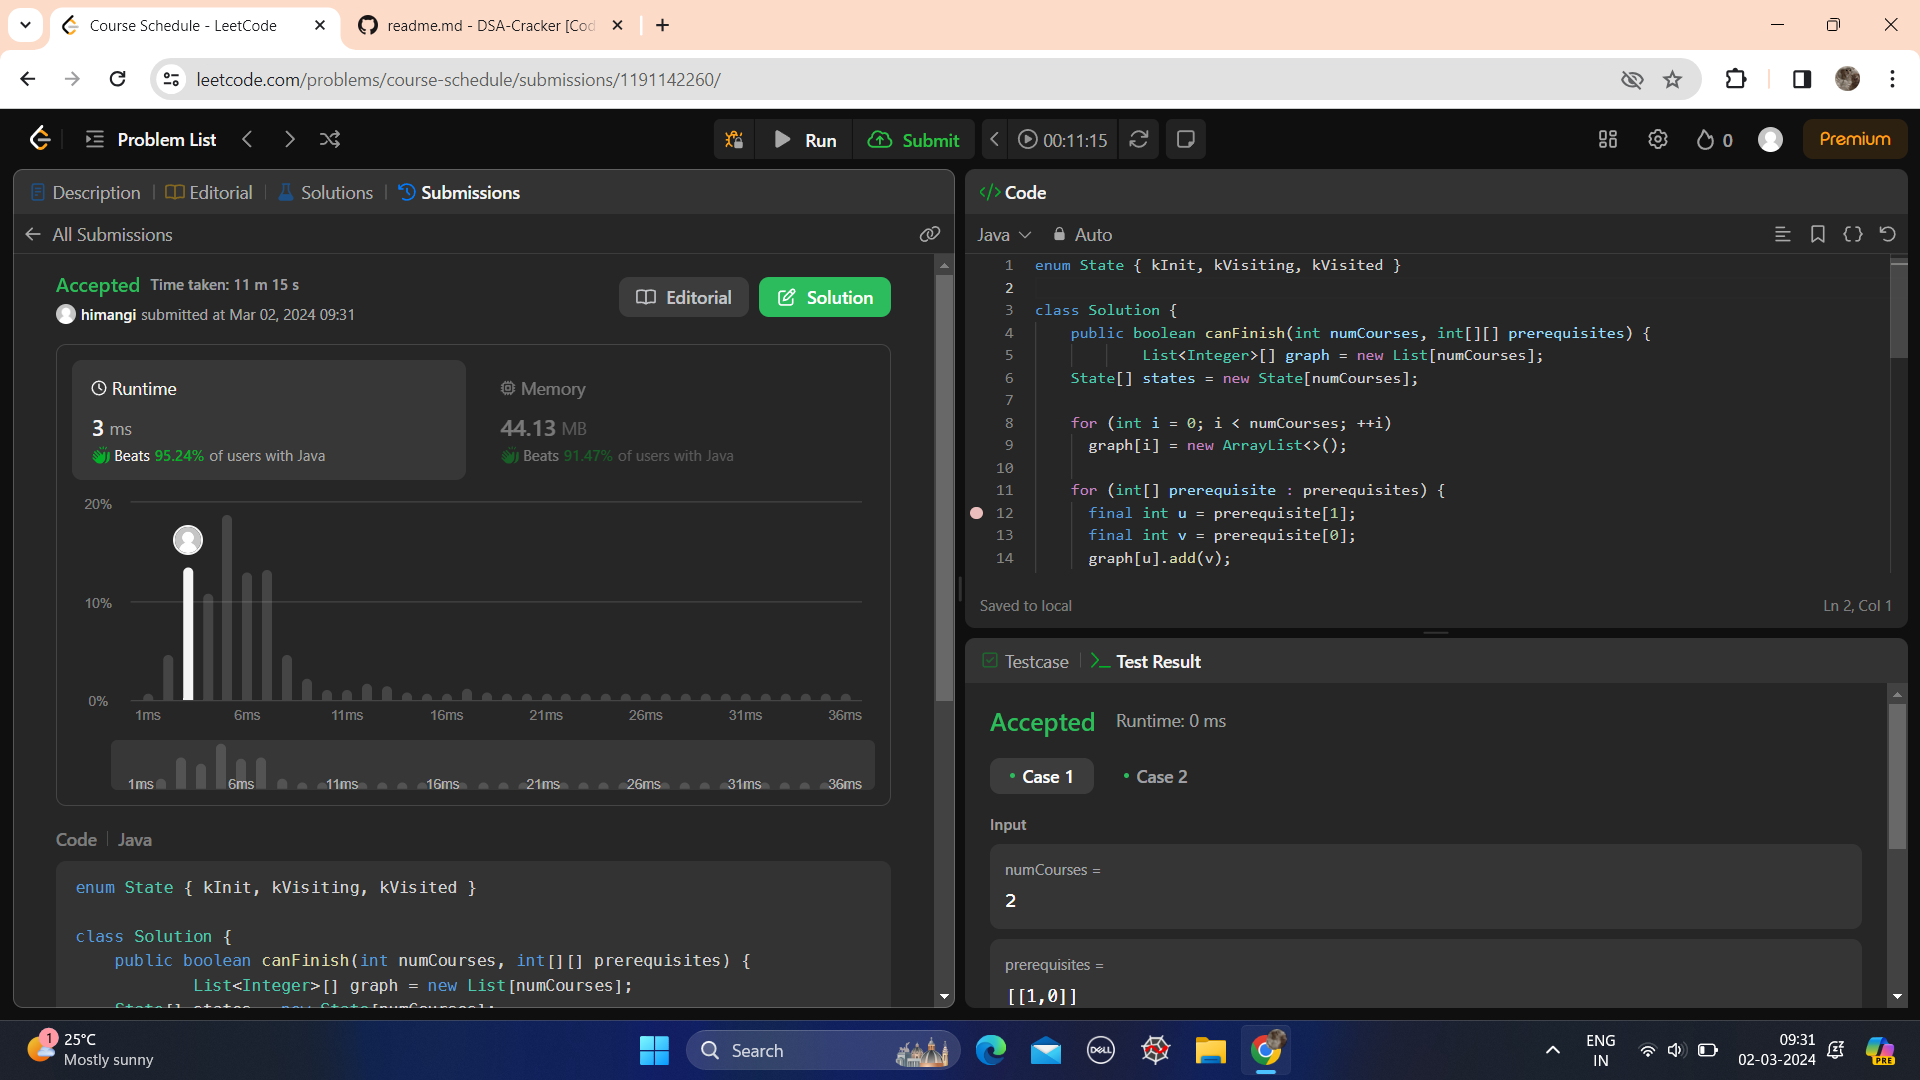 Course Schedule - LeetCode
readme.md - DSA-Cracker [Cod
leetcode.com/problems/course-schedule/submissions/1191142260/
Problem List
Run
Submit
00:11:15
0
Premium
Description
Editorial
Solutions
Submissions
All Submissions
Accepted Time taken: 11 m 15 s
himangi submitted at Mar 02, 2024 09:31
Editorial
Solution
Runtime
3 ms
Beats 95.24% of users with Java
Memory
44.13 MB
Beats 91.47% of users with Java
20%
10%
0%
1ms 6ms 11ms 16ms 21ms 26ms 31ms 36ms
1ms 6ms 11ms 16ms 21ms 26ms 31ms 36ms
Code Java
enum State { kInit, kVisiting, kVisited }
class Solution {
public boolean canFinish(int numCourses, int[][] prerequisites) {
List<Integer>[] graph = new List[numCourses];
State[] states = new State[numCourses];
</> Code
Java
Auto
1 enum State { kInit, kVisiting, kVisited }
2
3 class Solution {
4 public boolean canFinish(int numCourses, int[][] prerequisites) {
5 List<Integer>[] graph = new List[numCourses];
6 State[] states = new State[numCourses];
7
8 for (int i = 0; i < numCourses; ++i)
9 graph[i] = new ArrayList<>();
10
11 for (int[] prerequisite : prerequisites) {
12 final int u = prerequisite[1];
13 final int v = prerequisite[0];
14 graph[u].add(v);
Saved to local
Ln 2, Col 1
Testcase
Test Result
Accepted Runtime: 0 ms
Case 1
Case 2
Input
numCourses =
2
prerequisites =
[[1,0]]
1
25°C
Mostly sunny
Search
DELL
ENG
IN
09:31
02-03-2024
PRE